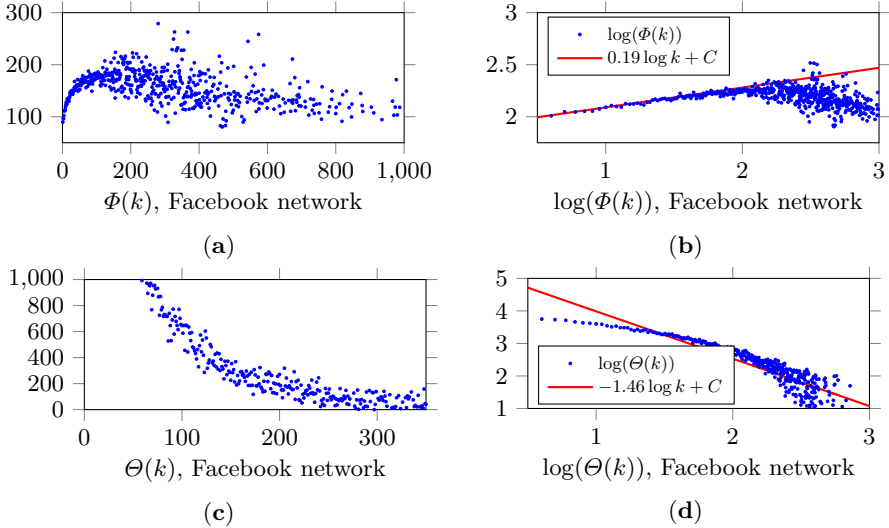 3
2.5
2
1
2
3
log(Φ(k))
0.19 log k + C
log(Φ(k)), Facebook network
(b)
200
150
100
0
200
400
600
800
1,000
Φ(k), Facebook network
(a)
1,000
800
600
400
200
0
0
100
200
300
Θ(k), Facebook network
(c)
5
4
3
2
1
1
2
3
log(Θ(k))
−1.46 log k + C
log(Θ(k)), Facebook network
(d)